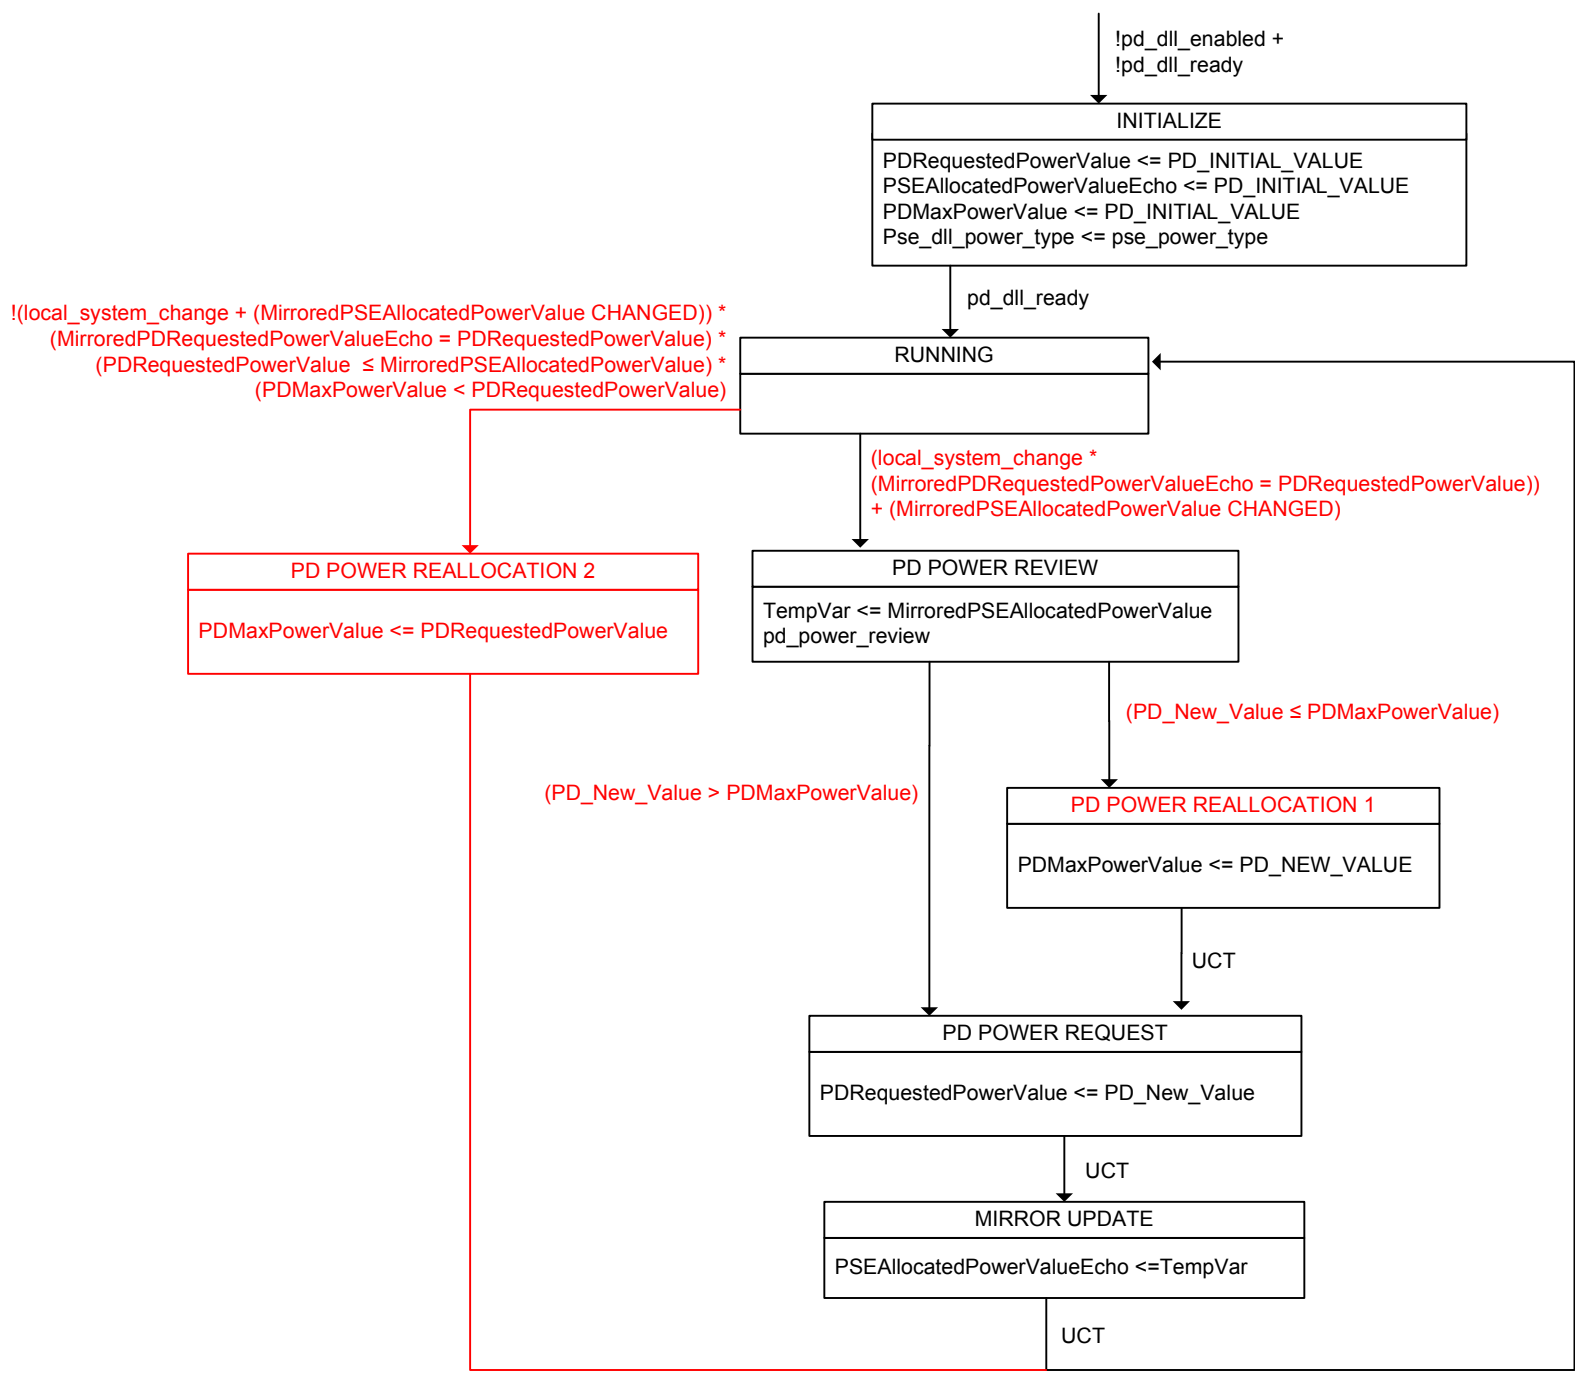 !pd_dll_enabled +
!pd_dll_ready
INITIALIZE
PDRequestedPowerValue <= PD_INITIAL_VALUE
PSEAllocatedPowerValueEcho <= PD_INITIAL_VALUE
PDMaxPowerValue <= PD_INITIAL_VALUE
Pse_dll_power_type <= pse_power_type
pd_dll_ready
!(local_system_change + (MirroredPSEAllocatedPowerValue CHANGED)) *
(MirroredPDRequestedPowerValueEcho = PDRequestedPowerValue) *
(PDRequestedPowerValue ≤ MirroredPSEAllocatedPowerValue) *
(PDMaxPowerValue < PDRequestedPowerValue)
RUNNING
(local_system_change *
(MirroredPDRequestedPowerValueEcho = PDRequestedPowerValue))
+ (MirroredPSEAllocatedPowerValue CHANGED)
PD POWER REALLOCATION 2
PDMaxPowerValue <= PDRequestedPowerValue
PD POWER REVIEW
TempVar <= MirroredPSEAllocatedPowerValue
pd_power_review
(PD_New_Value ≤ PDMaxPowerValue)
(PD_New_Value > PDMaxPowerValue)
PD POWER REALLOCATION 1
PDMaxPowerValue <= PD_NEW_VALUE
UCT
PD POWER REQUEST
PDRequestedPowerValue <= PD_New_Value
UCT
MIRROR UPDATE
PSEAllocatedPowerValueEcho <=TempVar
UCT